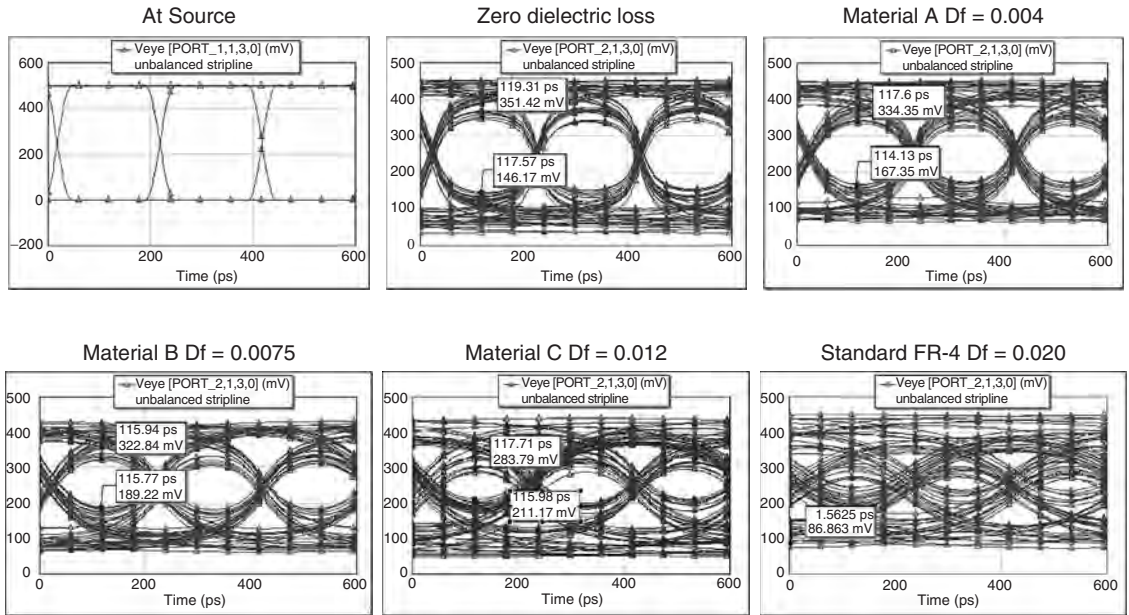 At Source
Veye [PORT_1,1,3,0] (mV)
unbalanced stripline
600
400
200
0
–200
0
200
400
600
Time (ps)
Zero dielectric loss
Veye [PORT_2,1,3,0] (mV)
unbalanced stripline
500
400
300
200
100
0
119.31 ps
351.42 mV
117.57 ps
146.17 mV
0
200
400
600
Time (ps)
Material A Df = 0.004
Veye [PORT_2,1,3,0] (mV)
unbalanced stripline
500
400
300
200
100
0
117.6 ps
334.35 mV
114.13 ps
167.35 mV
0
200
400
600
Time (ps)
Material B Df = 0.0075
Veye [PORT_2,1,3,0] (mV)
unbalanced stripline
500
400
300
200
100
0
115.94 ps
322.84 mV
115.77 ps
189.22 mV
0
200
400
600
Time (ps)
Material C Df = 0.012
Veye [PORT_2,1,3,0] (mV)
unbalanced stripline
500
400
300
200
100
0
117.71 ps
283.79 mV
115.98 ps
211.17 mV
0
200
400
600
Time (ps)
Standard FR-4 Df = 0.020
Veye [PORT_2,1,3,0] (mV)
unbalanced stripline
500
400
300
200
100
0
1.5625 ps
86.863 mV
0
200
400
600
Time (ps)